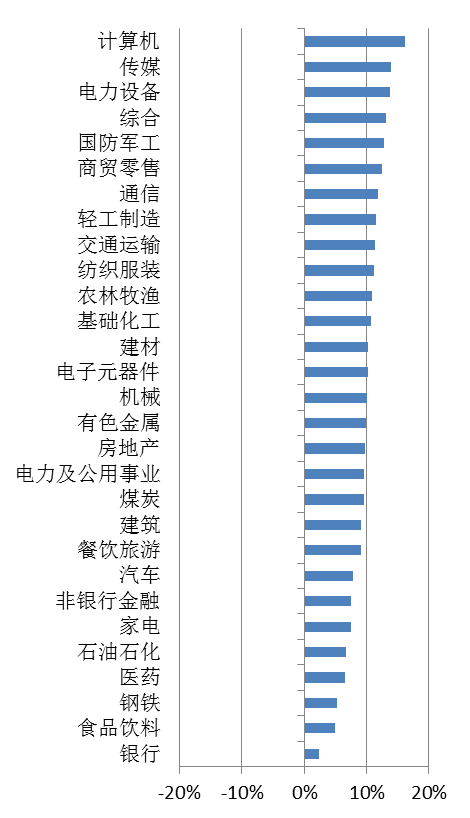 计算机
传媒
电力设备
综合
国防军工
商贸零售
通信
轻工制造
交通运输
纺织服装
农林牧渔
基础化工
建材
电子元器件
机械
有色金属
房地产
电力及公用事业
煤炭
建筑
餐饮旅游
汽车
非银行金融
家电
石油石化
医药
钢铁
食品饮料
银行
-20% -10% 0% 10% 20%